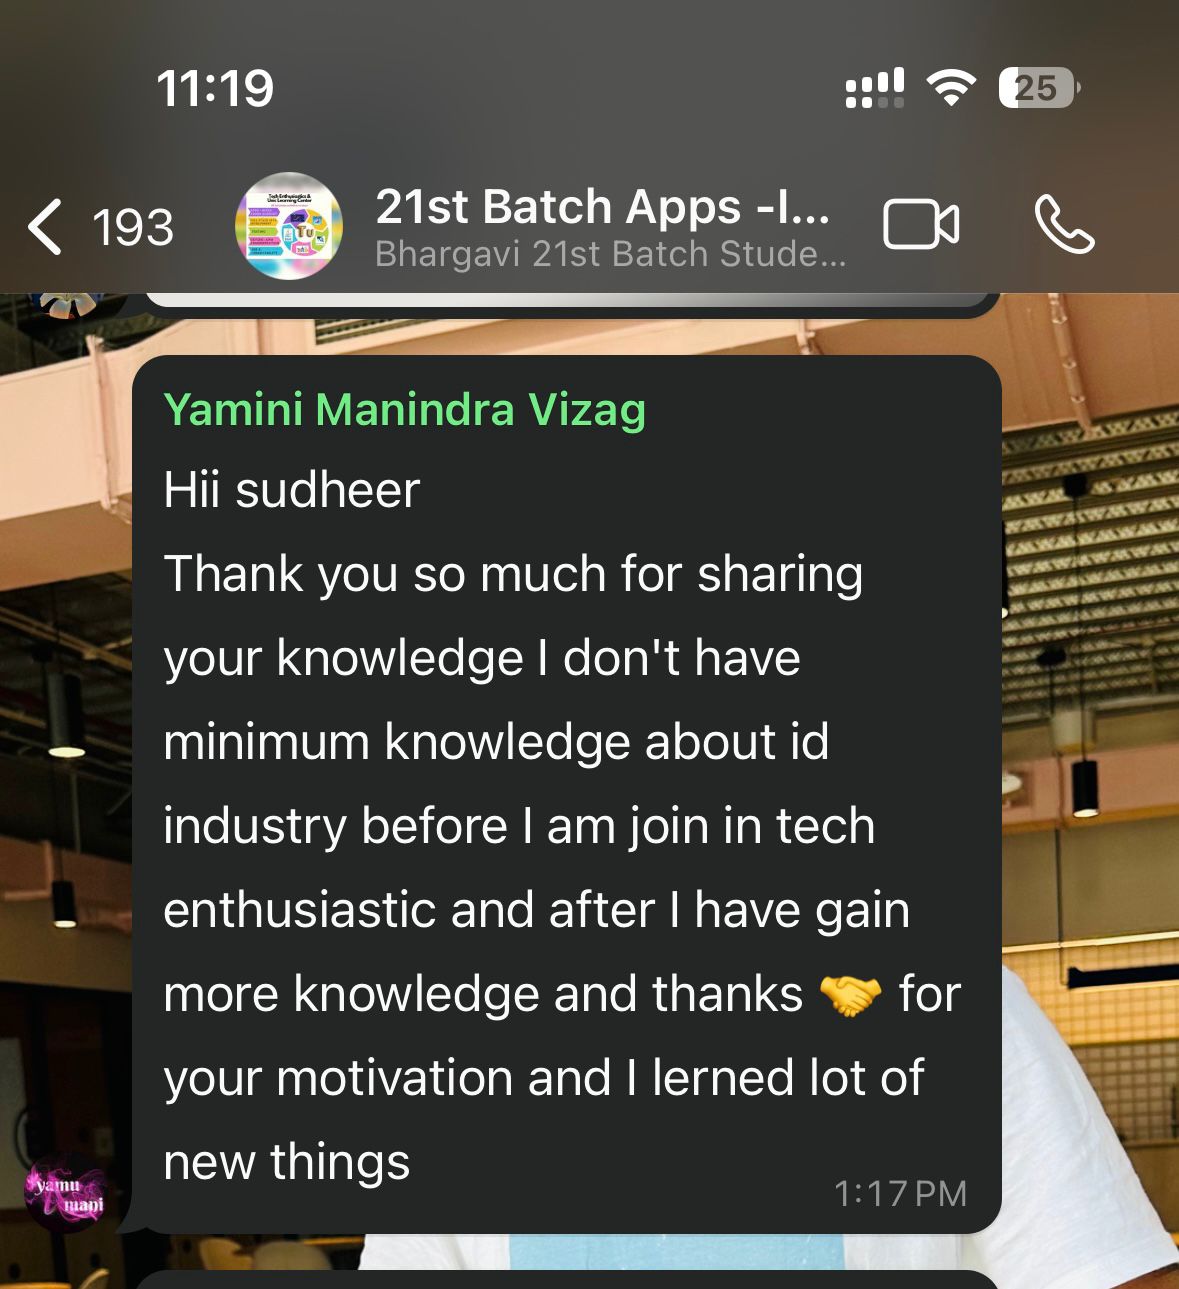 11:19
25
193
21st Batch Apps -I...
Bhargavi 21st Batch Stude...
Yamini Manindra Vizag
Hii sudheer
Thank you so much for sharing
your knowledge I don't have
minimum knowledge about id
industry before I am join in tech
enthusiastic and after I have gain
more knowledge and thanks 🤝 for
your motivation and I lerned lot of
new things
1:17 PM
yamu
mani